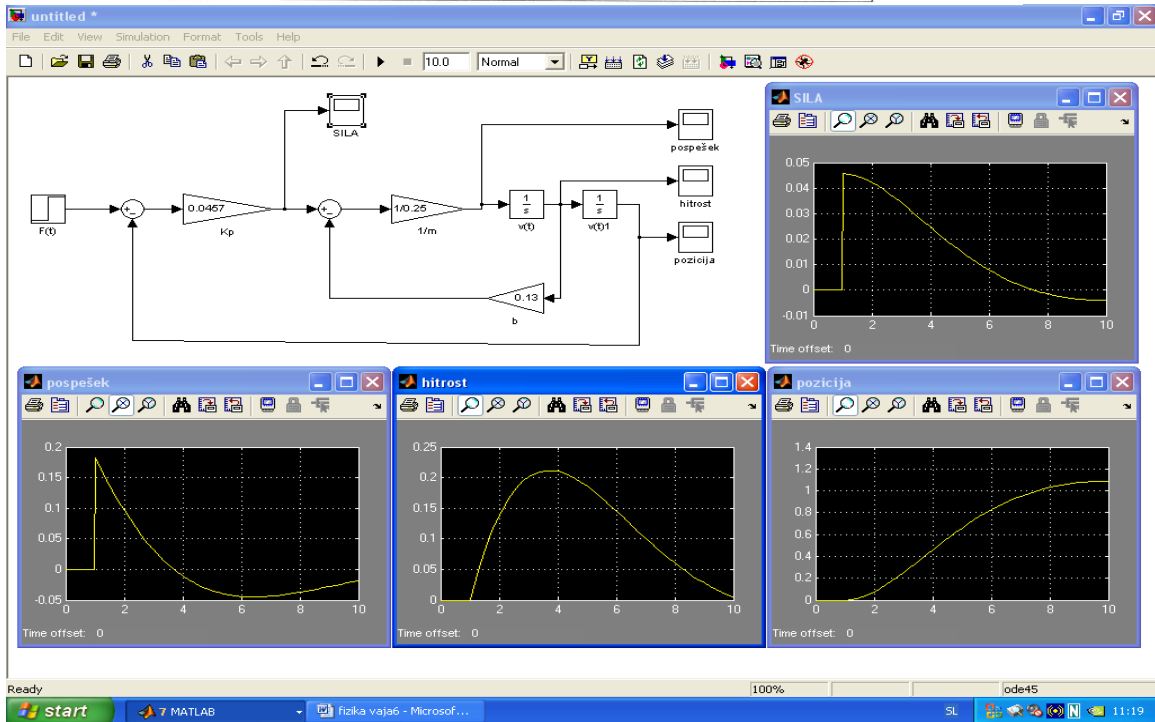 untitled *
File Edit View Simulation Format Tools Help
10.0 Normal
SILA
pospešek
hitrost
F(t)
0.0457
Kp
1/0.25
1/m
1
s
v(t)
1
s
v(t)1
pozicija
0.13
b
SILA
0.05
0.04
0.03
0.02
0.01
0
-0.01
0 2 4 6 8 10
Time offset: 0
pospešek
0.2
0.15
0.1
0.05
0
-0.05
0 2 4 6 8 10
Time offset: 0
hitrost
0.25
0.2
0.15
0.1
0.05
0
0 2 4 6 8 10
Time offset: 0
pozicija
1.4
1.2
1
0.8
0.6
0.4
0.2
0
0 2 4 6 8 10
Time offset: 0
Ready 100% ode45
start 7 MATLAB fizika vaja6 - Microsof... SL N 11:19